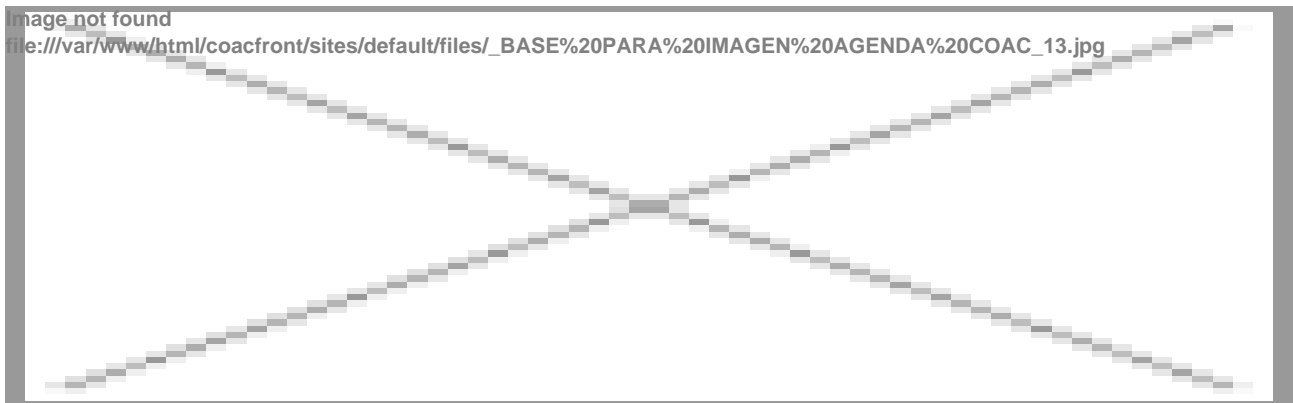 Image not found
file:///var/www/html/coacfront/sites/default/files/_BASE%20PARA%20IMAGEN%20AGENDA%20COAC_13.jpg